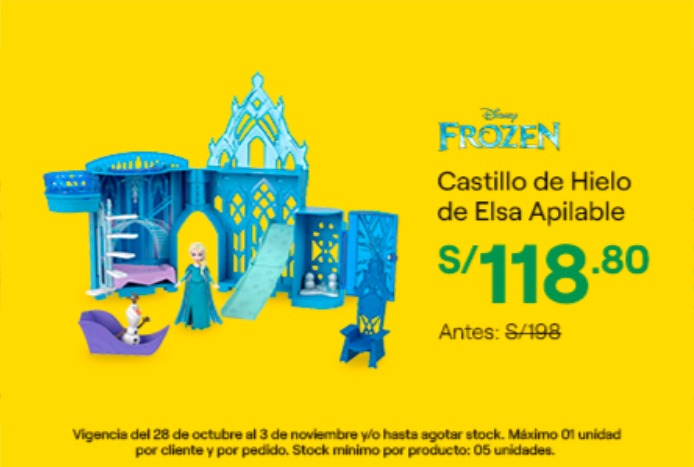 Disney
FROZEN
Castillo de Hielo
de Elsa Apilable
S/118.80
Antes: S/198
Vigencia del 28 de octubre al 3 de noviembre y/o hasta agotar stock. Máximo 01 unidad
por cliente y por pedido. Stock mínimo por producto: 05 unidades.